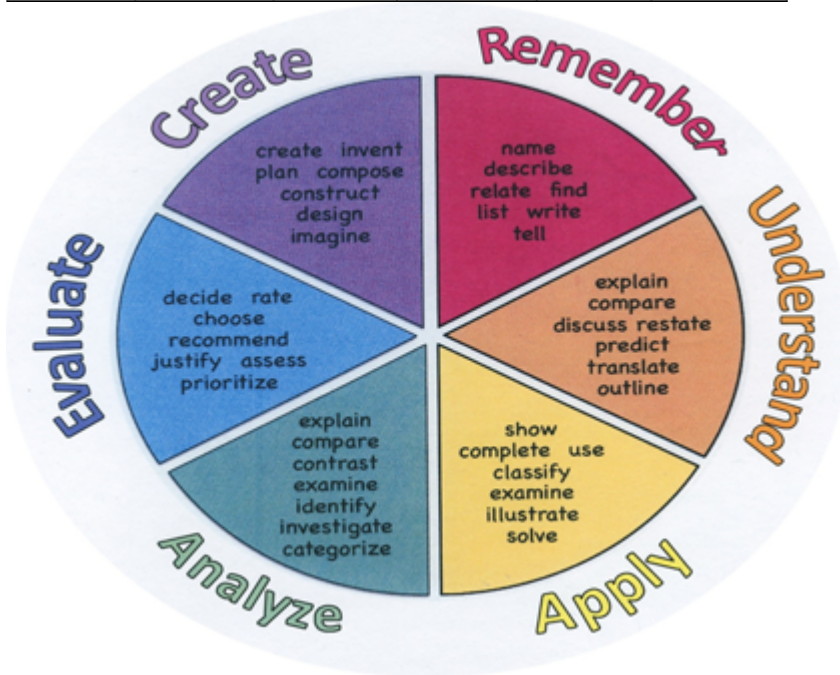 Remember
name
describe
relate find
list write
tell
Understand
explain
compare
discuss restate
predict
translate
outline
Apply
show
complete use
classify
examine
illustrate
solve
Analyze
explain
compare
contrast
examine
identify
investigate
categorize
Evaluate
decide rate
choose
recommend
justify assess
prioritize
Create
create invent
plan compose
construct
design
imagine